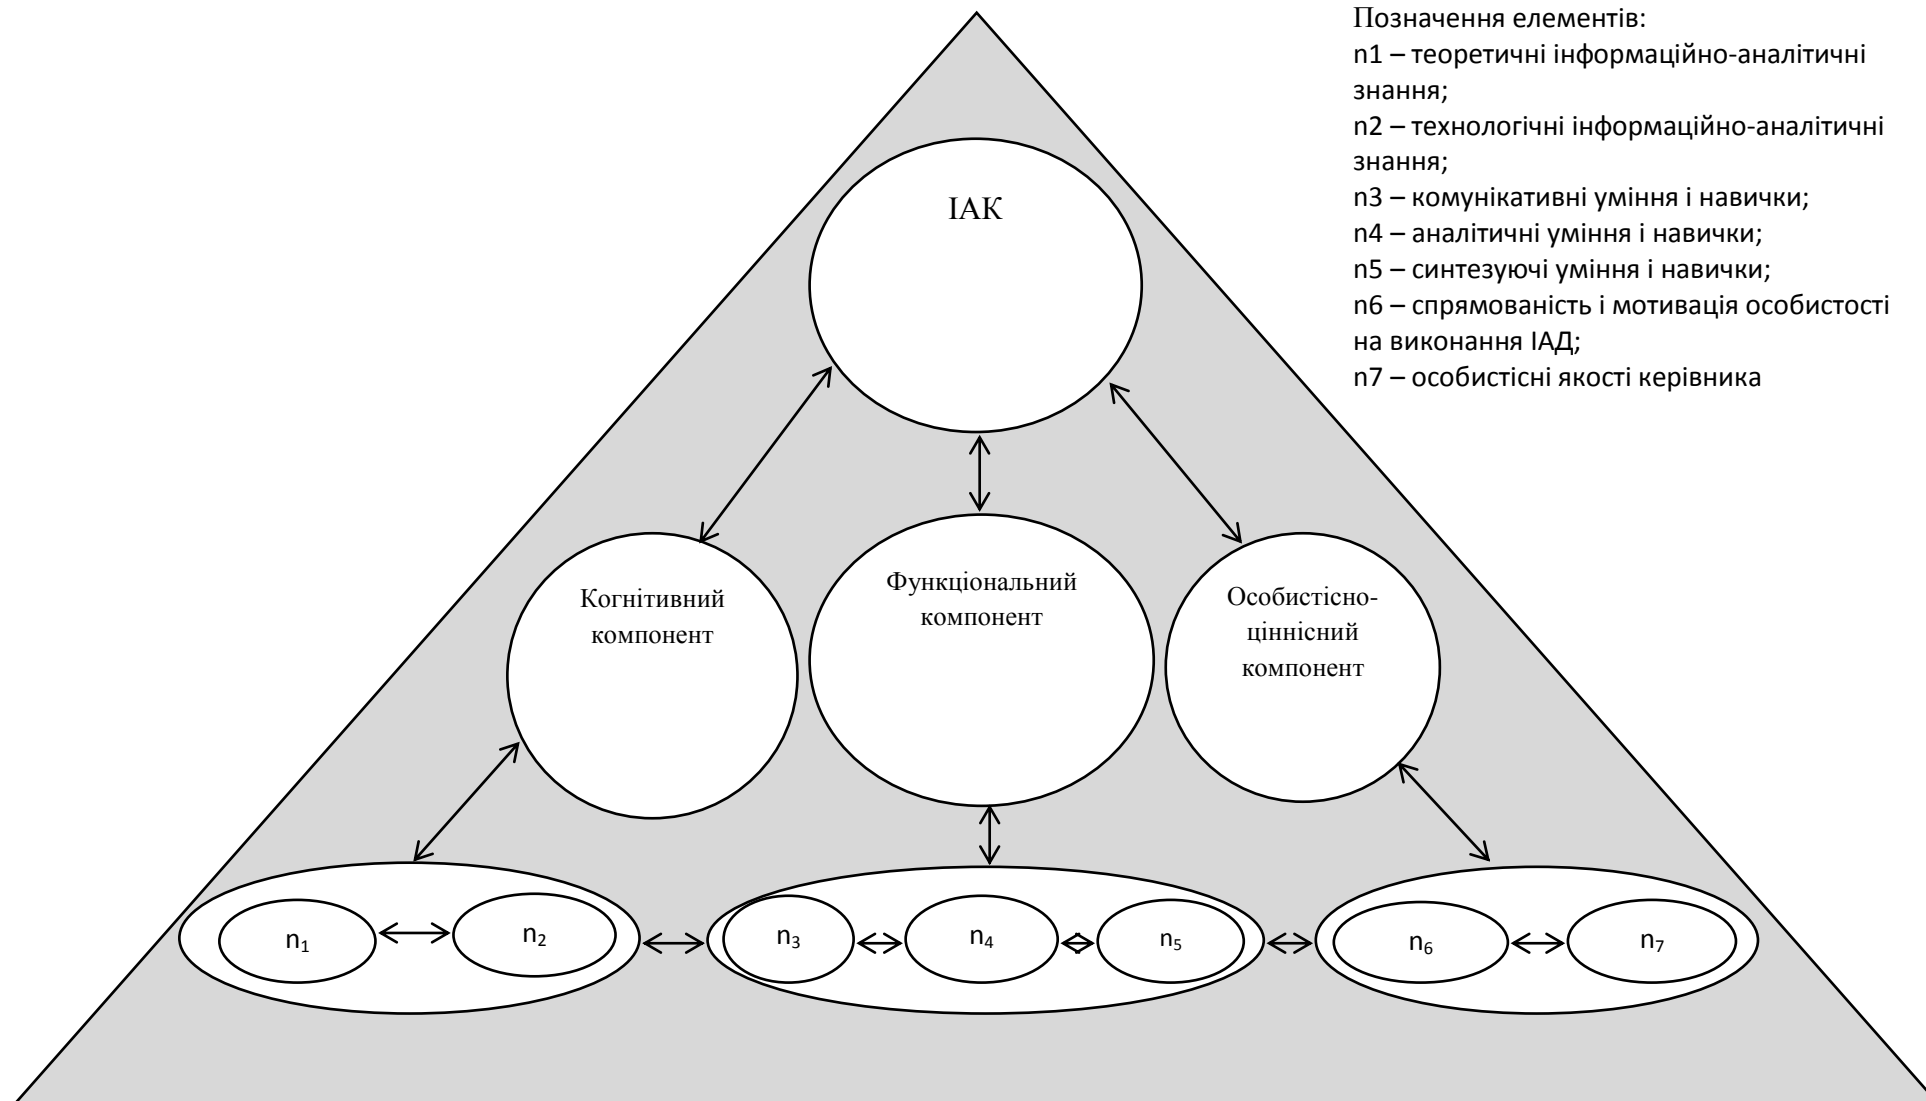 Позначення елементів:
n1 – теоретичні інформаційно-аналітичні
знання;
n2 – технологічні інформаційно-аналітичні
знання;
n3 – комунікативні уміння і навички;
n4 – аналітичні уміння і навички;
n5 – синтезуючі уміння і навички;
n6 – спрямованість і мотивація особистості
на виконання ІАД;
n7 – особистісні якості керівника
ІАК
Когнітивний
компонент
Функціональний
компонент
Особистісно-
ціннісний
компонент
n₁
n₂
n₃
n₄
n₅
n₆
n₇